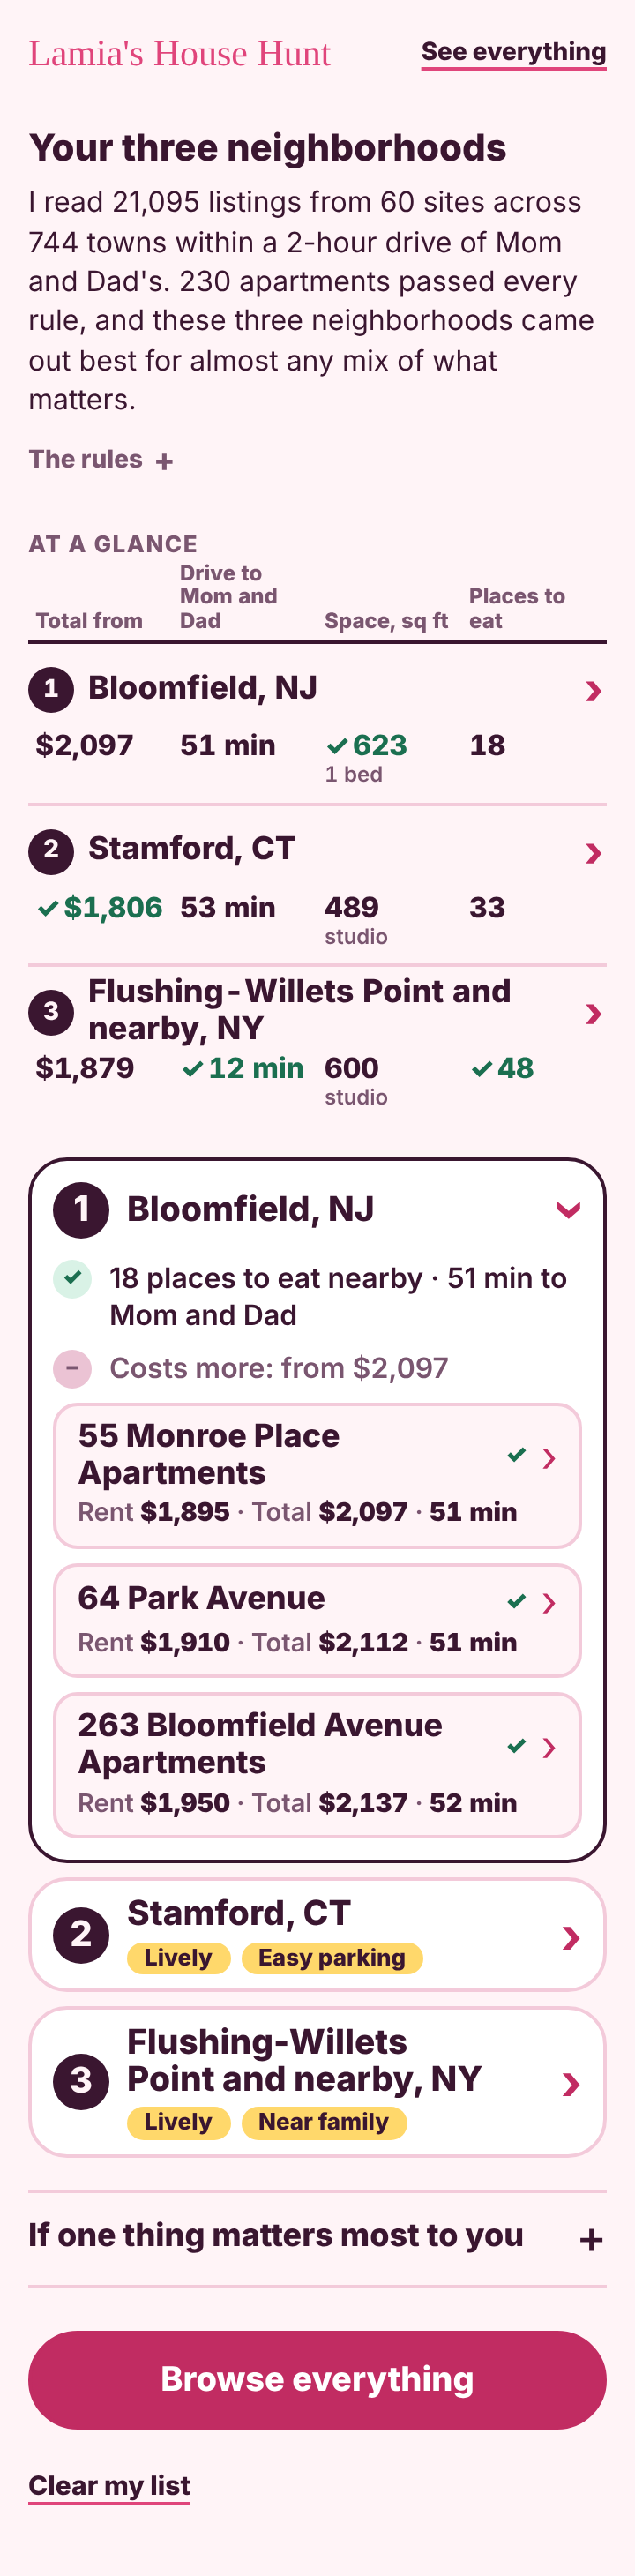 Lamia's House Hunt
See everything
Your three neighborhoods
I read 21,095 listings from 60 sites across
744 towns within a 2-hour drive of Mom
and Dad's. 230 apartments passed every
rule, and these three neighborhoods came
out best for almost any mix of what
matters.
The rules +
AT A GLANCE
Total from
Drive to
Mom and
Dad
Space, sq ft
Places to
eat
1 Bloomfield, NJ
$2,097 51 min ✓623 18
1 bed
2 Stamford, CT
✓$1,806 53 min 489 33
studio
3 Flushing-Willets Point and
nearby, NY
$1,879 ✓12 min 600 ✓48
studio
1 Bloomfield, NJ
18 places to eat nearby · 51 min to
Mom and Dad
Costs more: from $2,097
55 Monroe Place
Apartments
Rent $1,895 · Total $2,097 · 51 min
64 Park Avenue
Rent $1,910 · Total $2,112 · 51 min
263 Bloomfield Avenue
Apartments
Rent $1,950 · Total $2,137 · 52 min
2 Stamford, CT
Lively Easy parking
3 Flushing-Willets
Point and nearby, NY
Lively Near family
If one thing matters most to you +
Browse everything
Clear my list